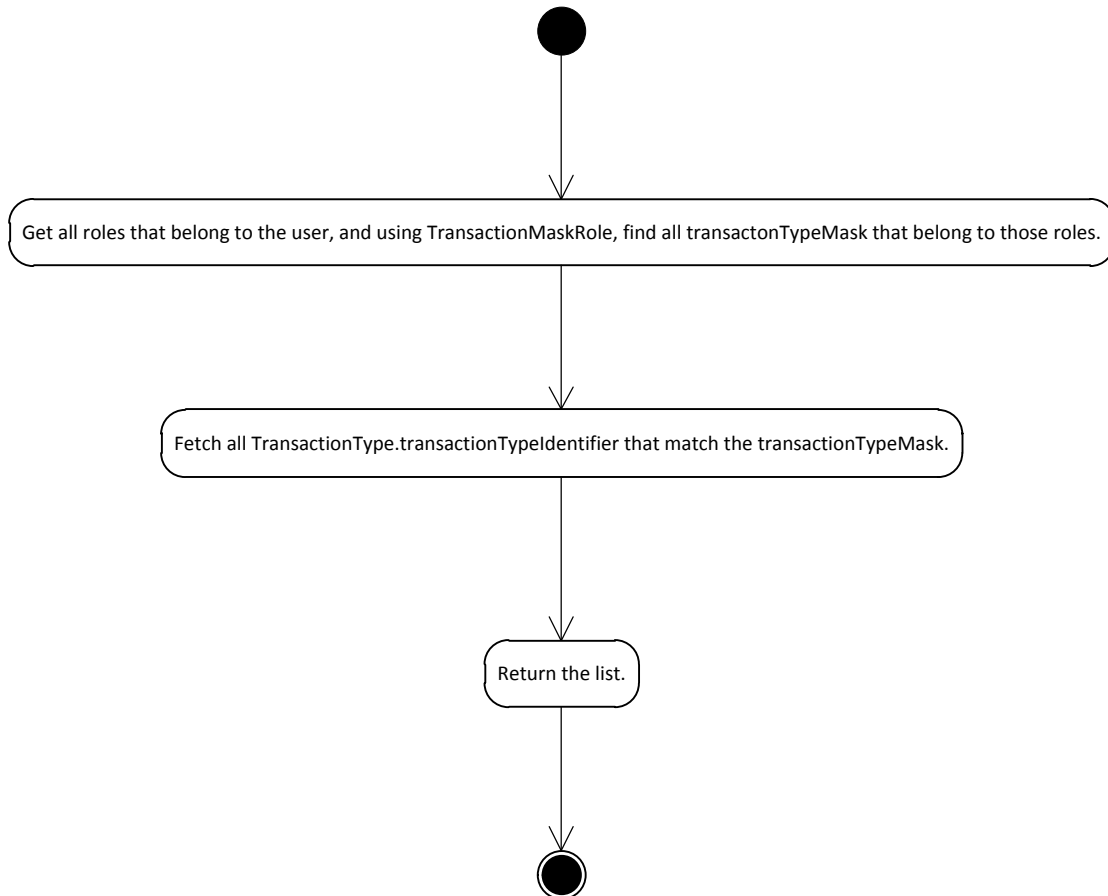 Get all roles that belong to the user, and using TransactionMaskRole, find all transactonTypeMask that belong to those roles.
Fetch all TransactionType.transactionTypeIdentifier that match the transactionTypeMask.
Return the list.